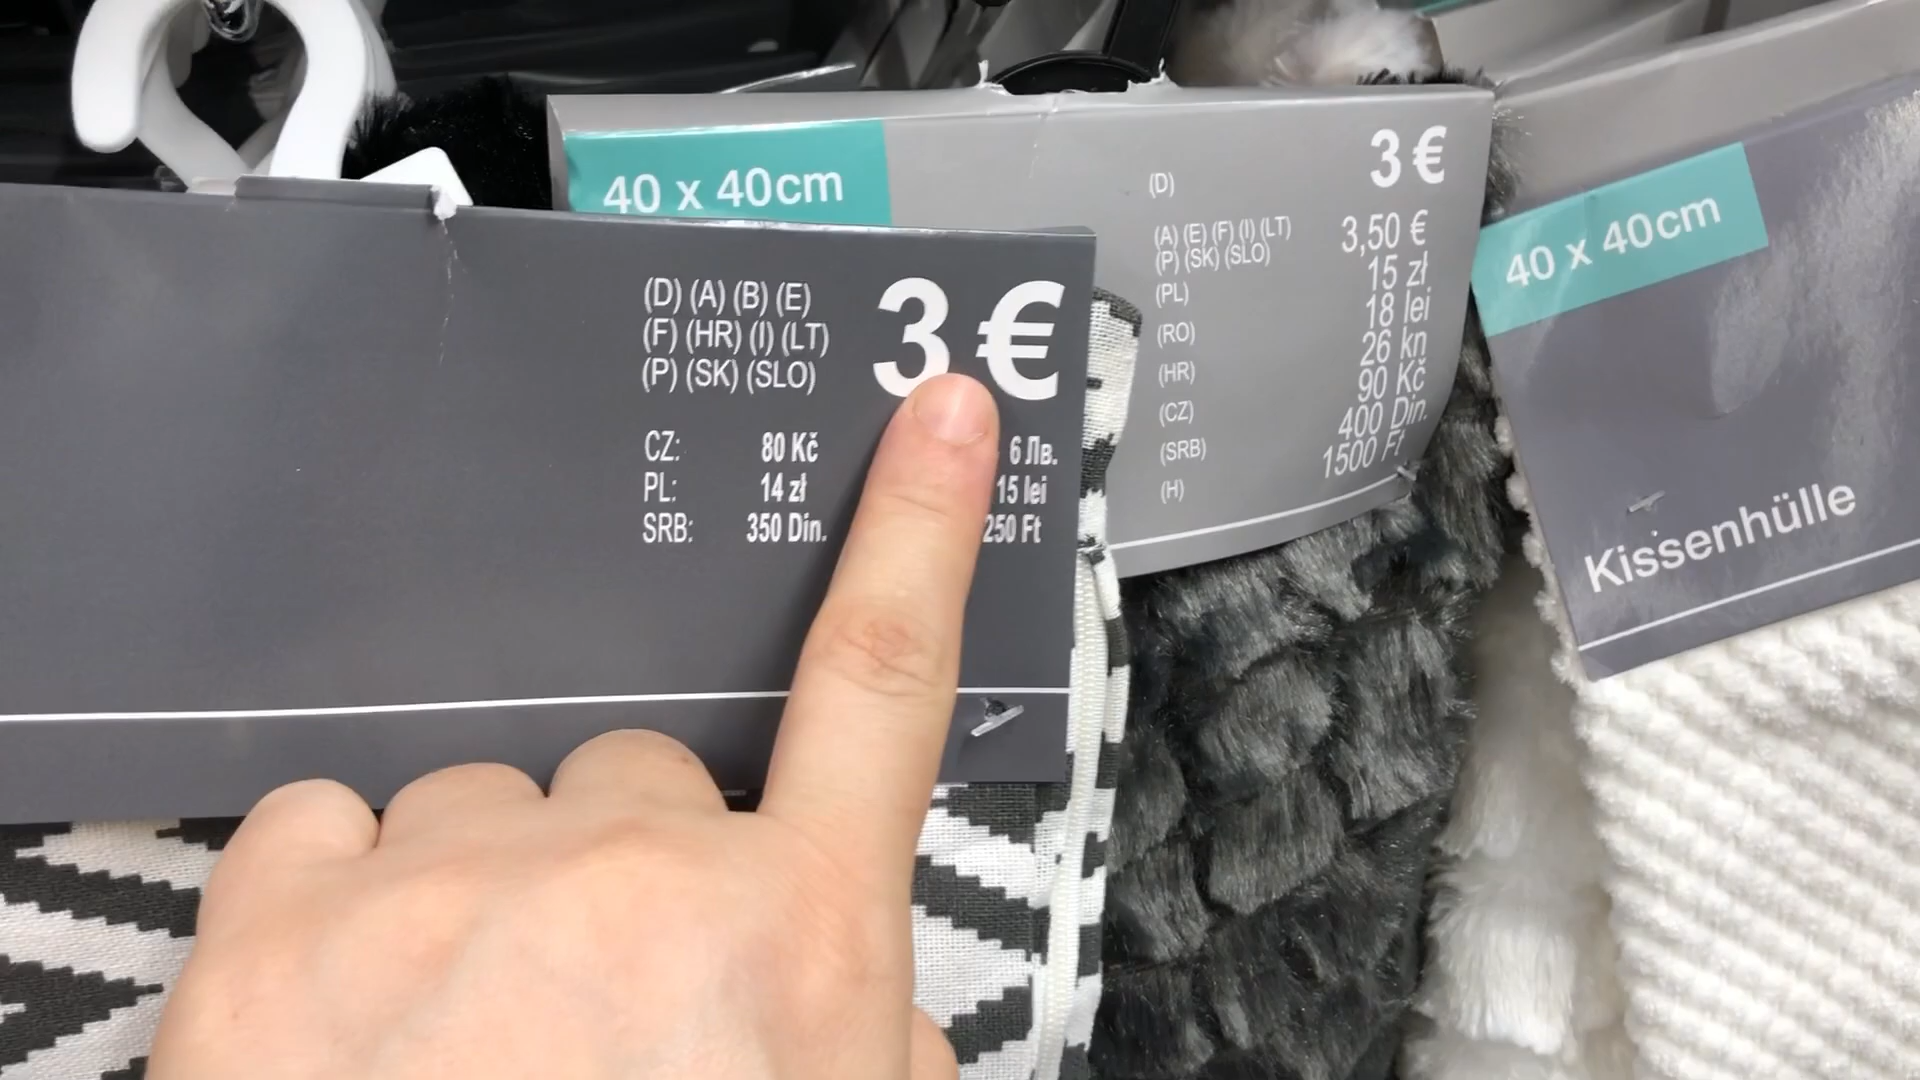 (D) (A) (B) (E)
(F) (HR) (I) (LT)
(P) (SK) (SLO)
3 €
CZ: 80 Kč
6 Лв.
PL: 14 zł
15 lei
SRB: 350 Din.
250 Ft
40 x 40cm
(D) 3 €
(A) (E) (F) (I) (LT)
(P) (SK) (SLO)
3,50 €
(PL) 15 zł
(RO) 18 lei
(HR) 26 kn
(CZ) 90 Kč
(SRB) 400 Din.
(H) 1500 Ft
40 x 40cm
Kissenhülle